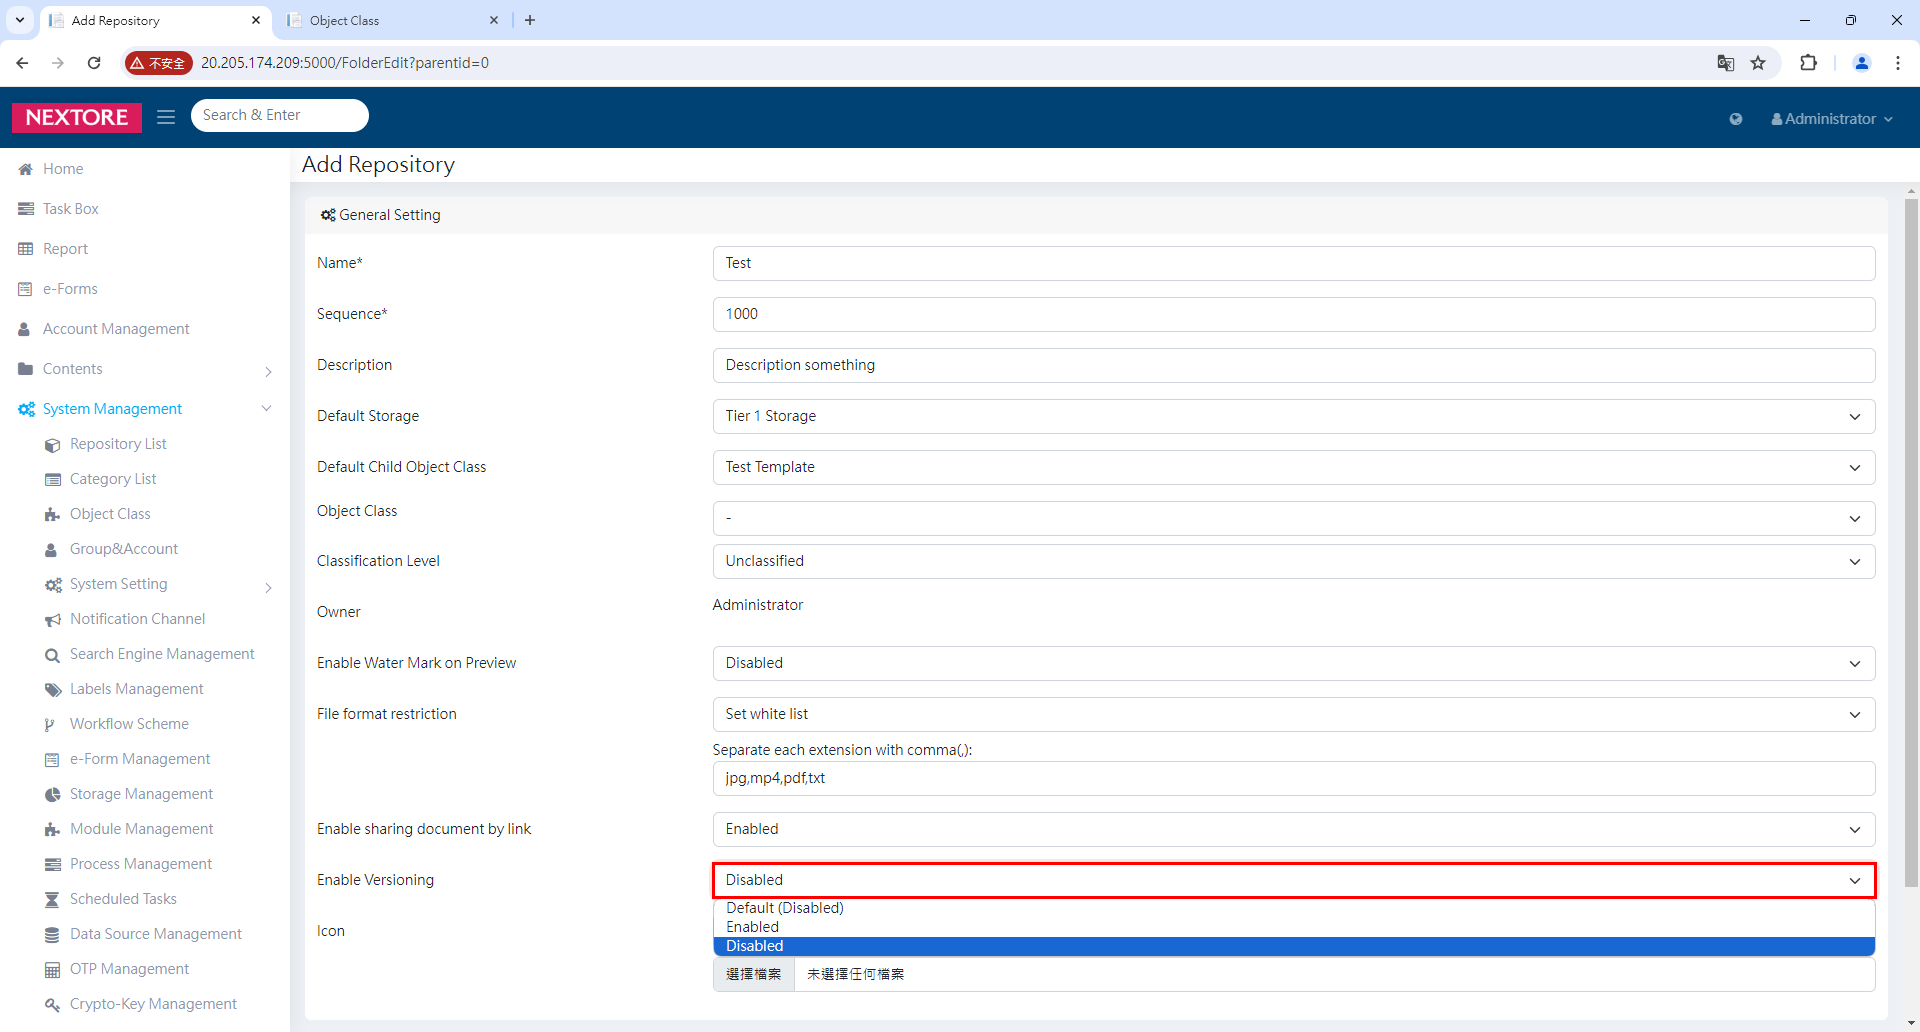 Add Repository
Object Class
不安全
20.205.174.209:5000/FolderEdit?parentid=0
NEXTORE
Search & Enter
Administrator
Home
Task Box
Report
e-Forms
Account Management
Contents
System Management
Repository List
Category List
Object Class
Group&Account
System Setting
Notification Channel
Search Engine Management
Labels Management
Workflow Scheme
e-Form Management
Storage Management
Module Management
Process Management
Scheduled Tasks
Data Source Management
OTP Management
Crypto-Key Management
Add Repository
General Setting
Name*
Test
Sequence*
1000
Description
Description something
Default Storage
Tier 1 Storage
Default Child Object Class
Test Template
Object Class
-
Classification Level
Unclassified
Owner
Administrator
Enable Water Mark on Preview
Disabled
File format restriction
Set white list
Separate each extension with comma(,):
jpg,mp4,pdf,txt
Enable sharing document by link
Enabled
Enable Versioning
Disabled
Default (Disabled)
Enabled
Disabled
Icon
選擇檔案 未選擇任何檔案